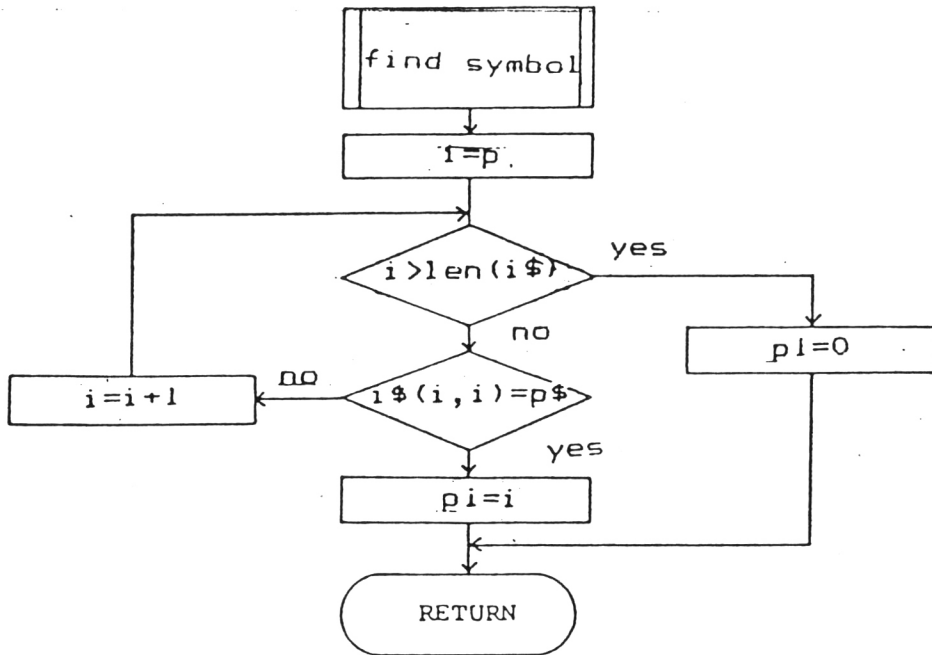 find symbol
i=p
i>len(i$)
yes
no
p1=0
i$(i,i)=p$
no
i=i+1
yes
pi=i
RETURN